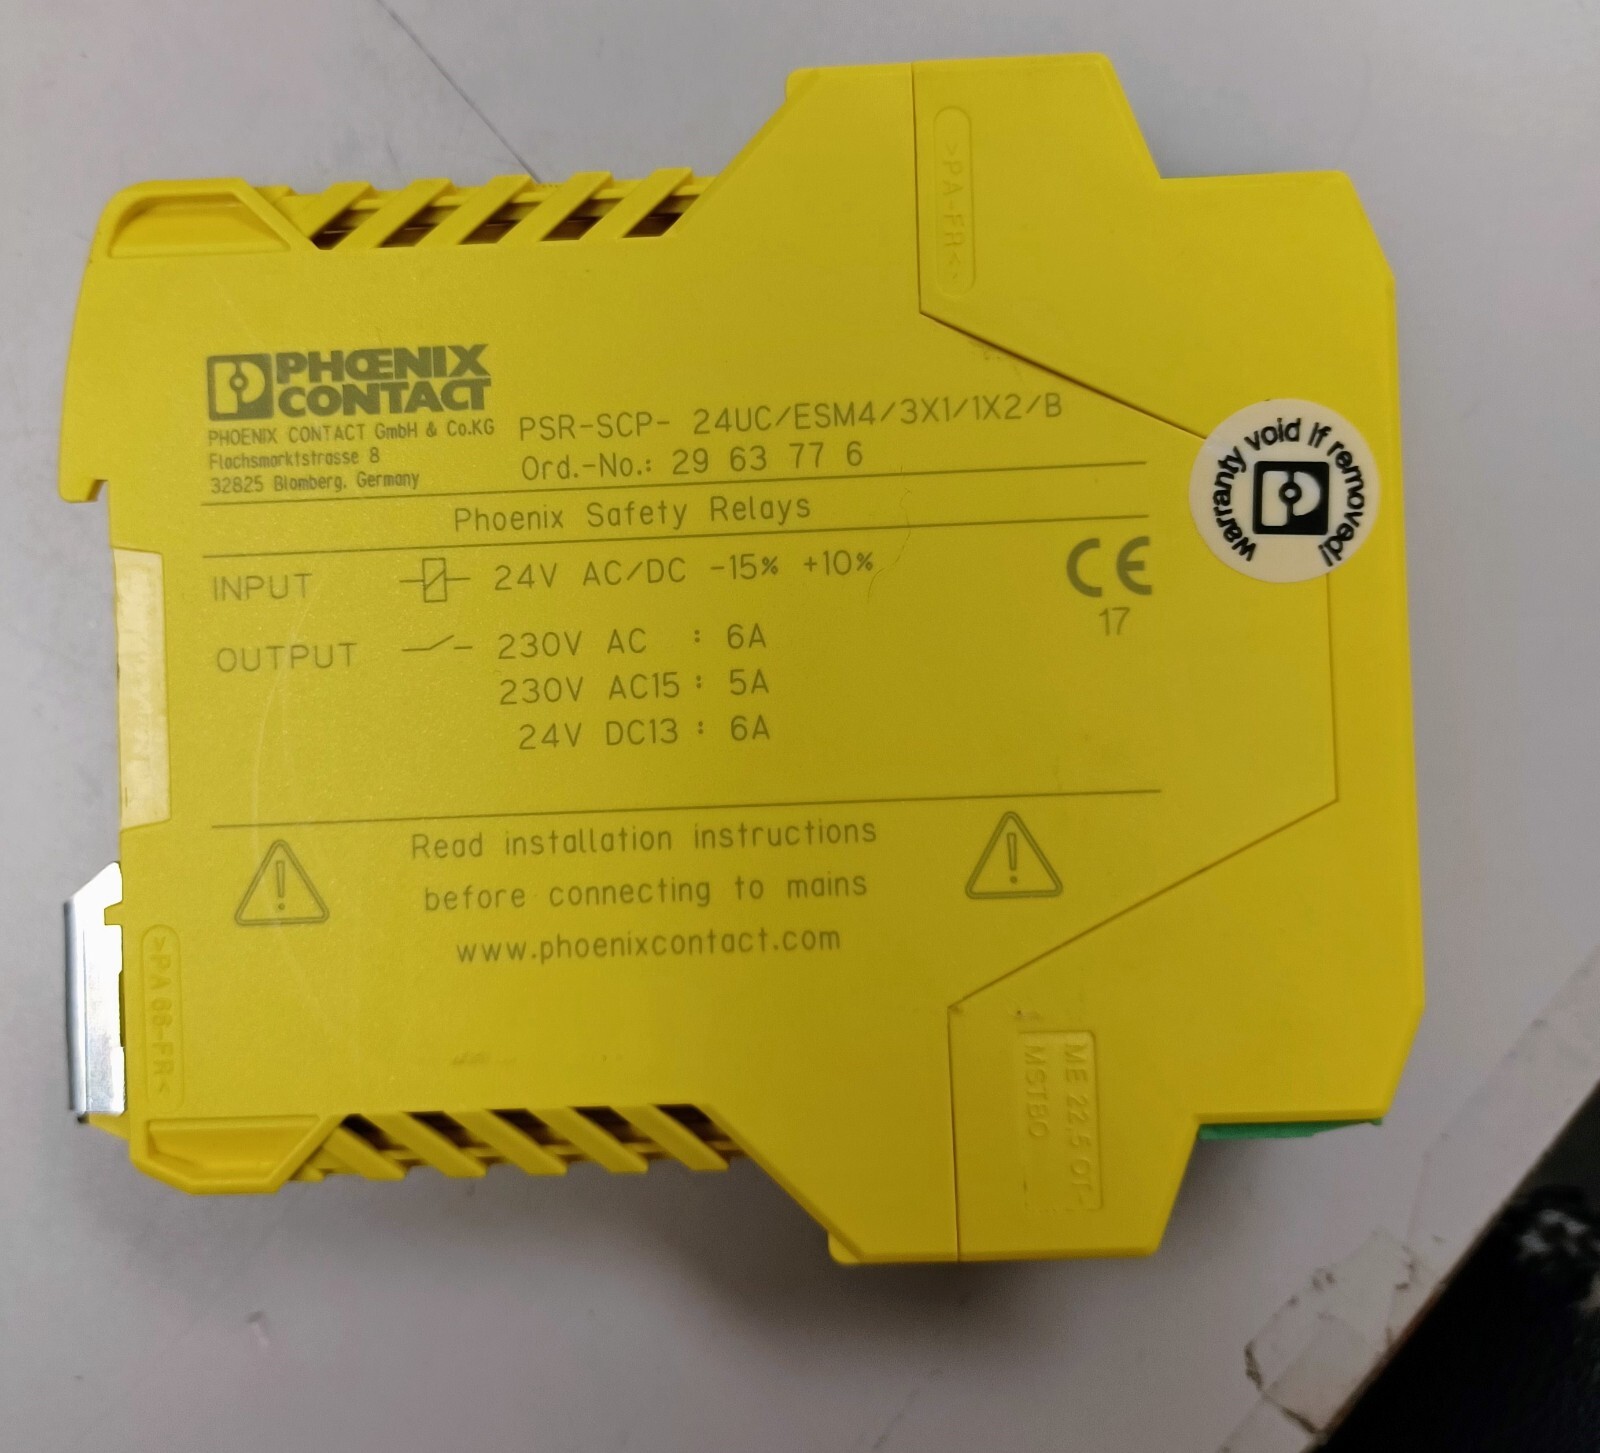 >PA-FR<
PHŒNIX
CONTACT
PHOENIX CONTACT GmbH & Co.KG
Flachsmarktstrasse 8
32825 Blomberg, Germany
PSR-SCP- 24UC/ESM4/3X1/1X2/B
Ord.-No.: 29 63 77 6
warranty void if removed!
Phoenix Safety Relays
INPUT 24V AC/DC -15% +10%
CE
17
OUTPUT 230V AC : 6A
230V AC15 : 5A
24V DC13 : 6A
Read installation instructions
before connecting to mains
www.phoenixcontact.com
>PA 66-FR<
ME 22,5 OT-
MSTBO